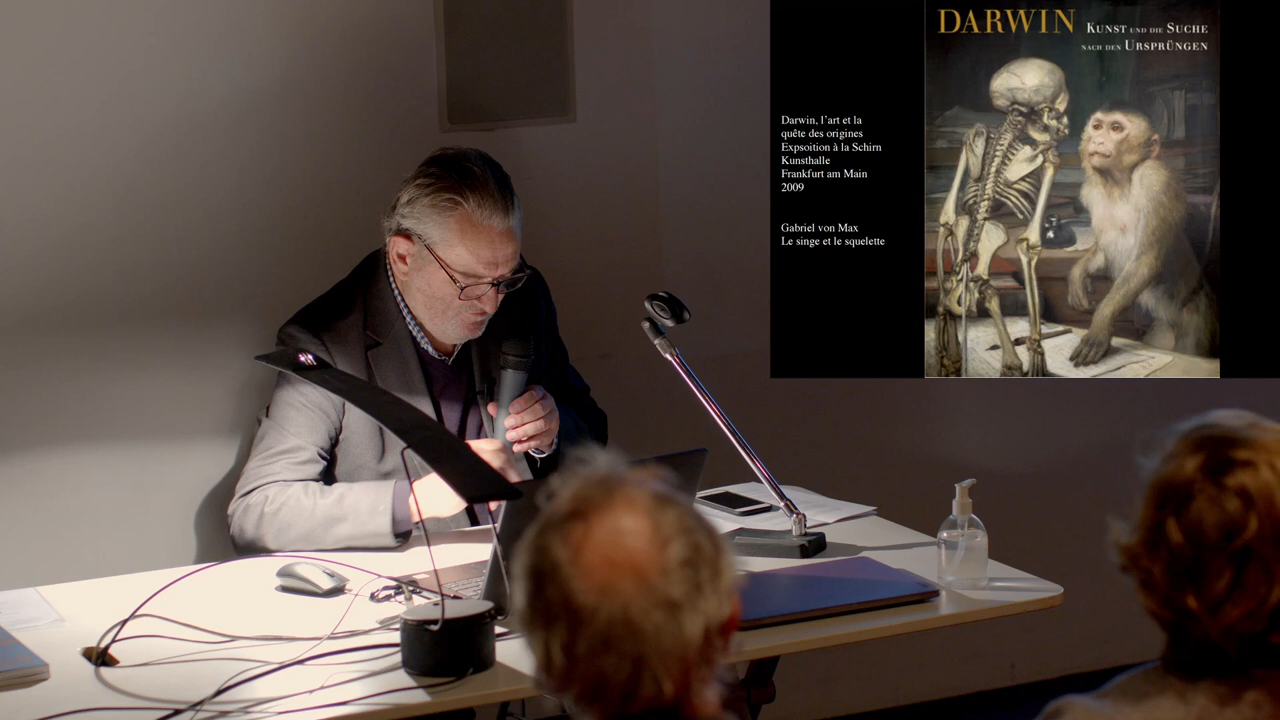 DARWIN KUNST UND DIE SUCHE
NACH DEN URSPRÜNGEN
Darwin, l'art et la
quête des origines
Expsoition à la Schirn
Kunsthalle
Frankfurt am Main
2009
Gabriel von Max
Le singe et le squelette